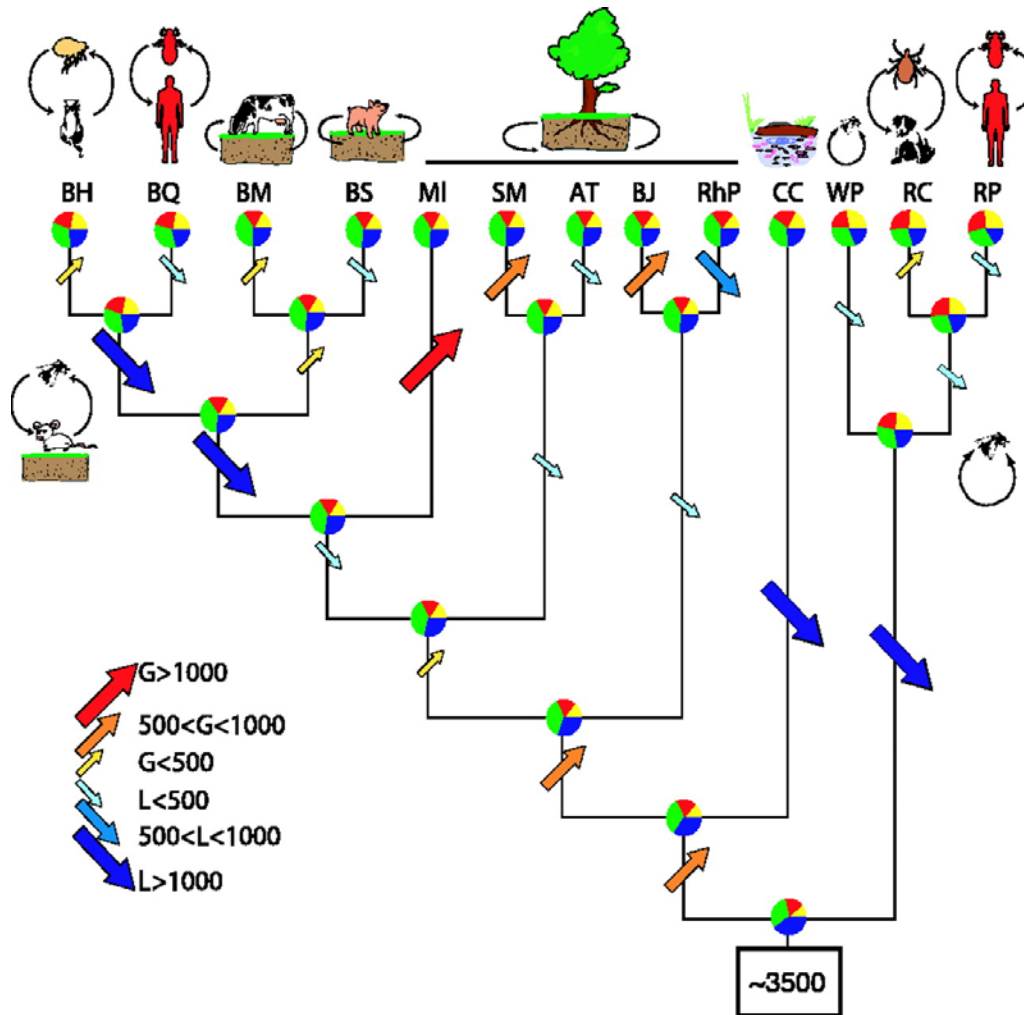 BH BQ BM BS Ml SM AT BJ RhP CC WP RC RP
G>1000
500<G<1000
G<500
L<500
500<L<1000
L>1000
~3500